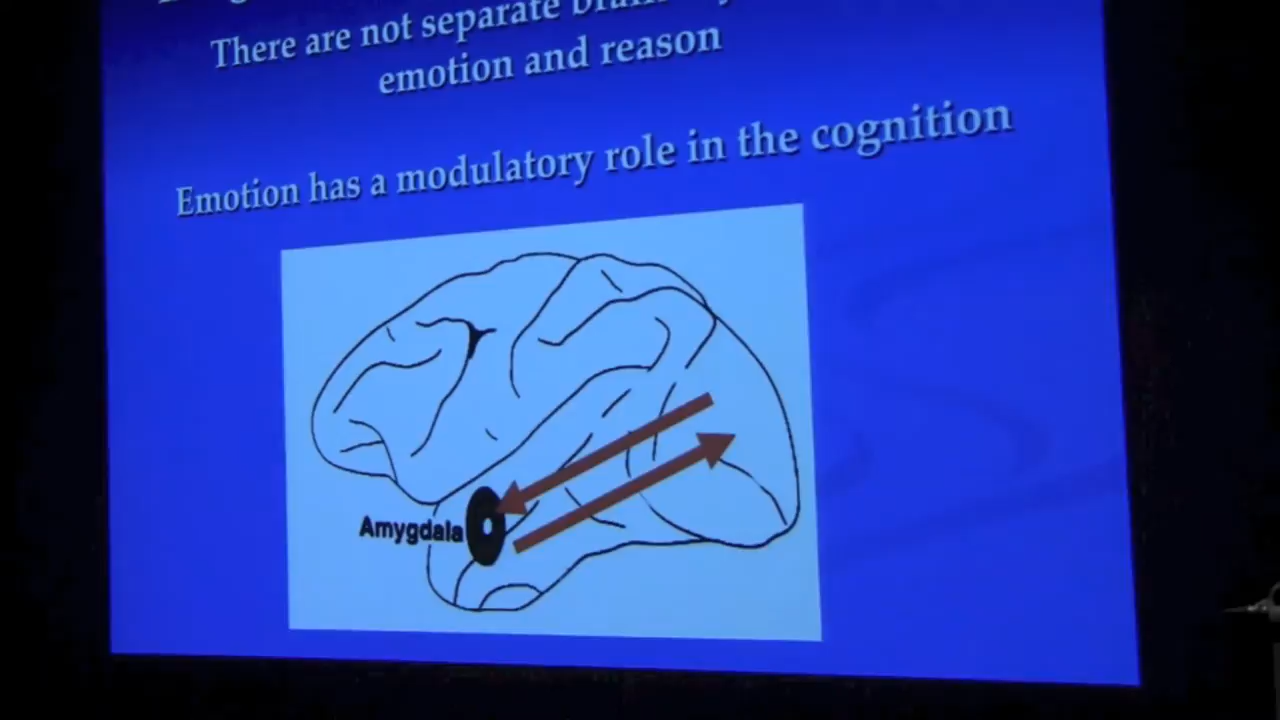 There are not separate
emotion and reason
Emotion has a modulatory role in the cognition
Amygdala